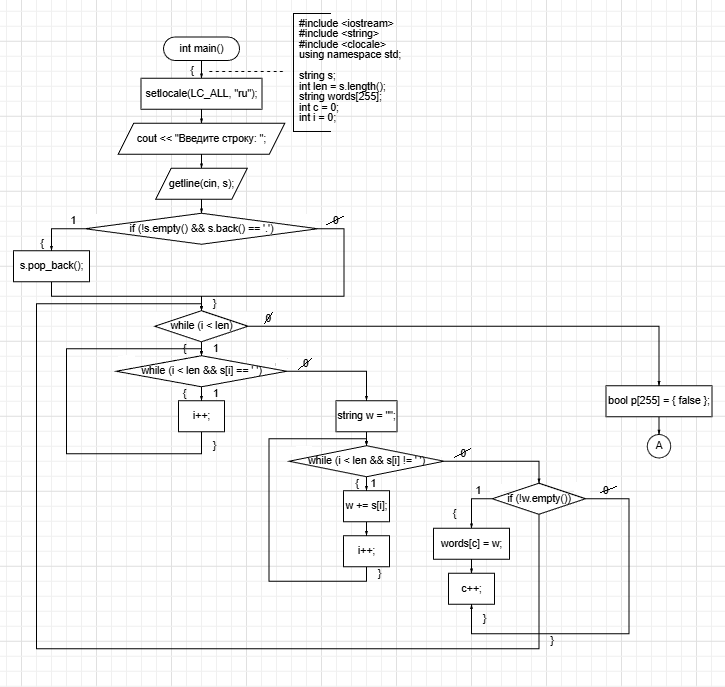 #include <iostream>
#include <string>
#include <clocale>
using namespace std;
string s;
int len = s.length();
string words[255];
int c = 0;
int i = 0;
int main()
{
setlocale(LC_ALL, "ru");
cout << "Введите строку: ";
getline(cin, s);
if (!s.empty() && s.back() == '.')
1
0
{
s.pop_back();
}
while (i < len)
0
{ 1
while (i < len && s[i] == ' ')
0
{ 1
i++;
}
string w = "";
bool p[255] = { false };
A
while (i < len && s[i] != ' ')
0
{ 1
w += s[i];
i++;
}
if (!w.empty())
1
0
{
words[c] = w;
c++;
}
}